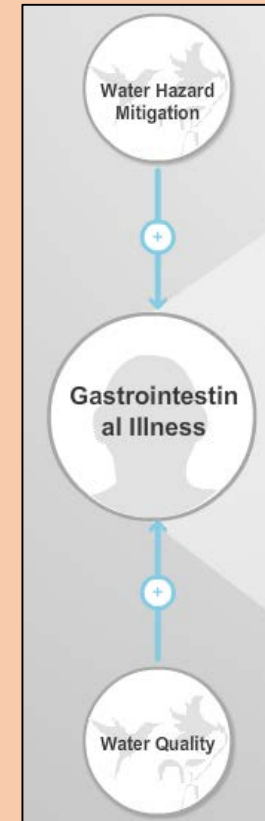 Water Hazard
Mitigation
+
Gastrointestin
al Illness
+
Water Quality